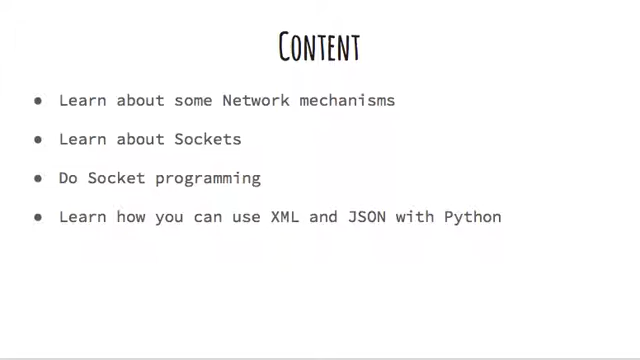 CONTENT
● Learn about some Network mechanisms
● Learn about Sockets
● Do Socket programming
● Learn how you can use XML and JSON with Python